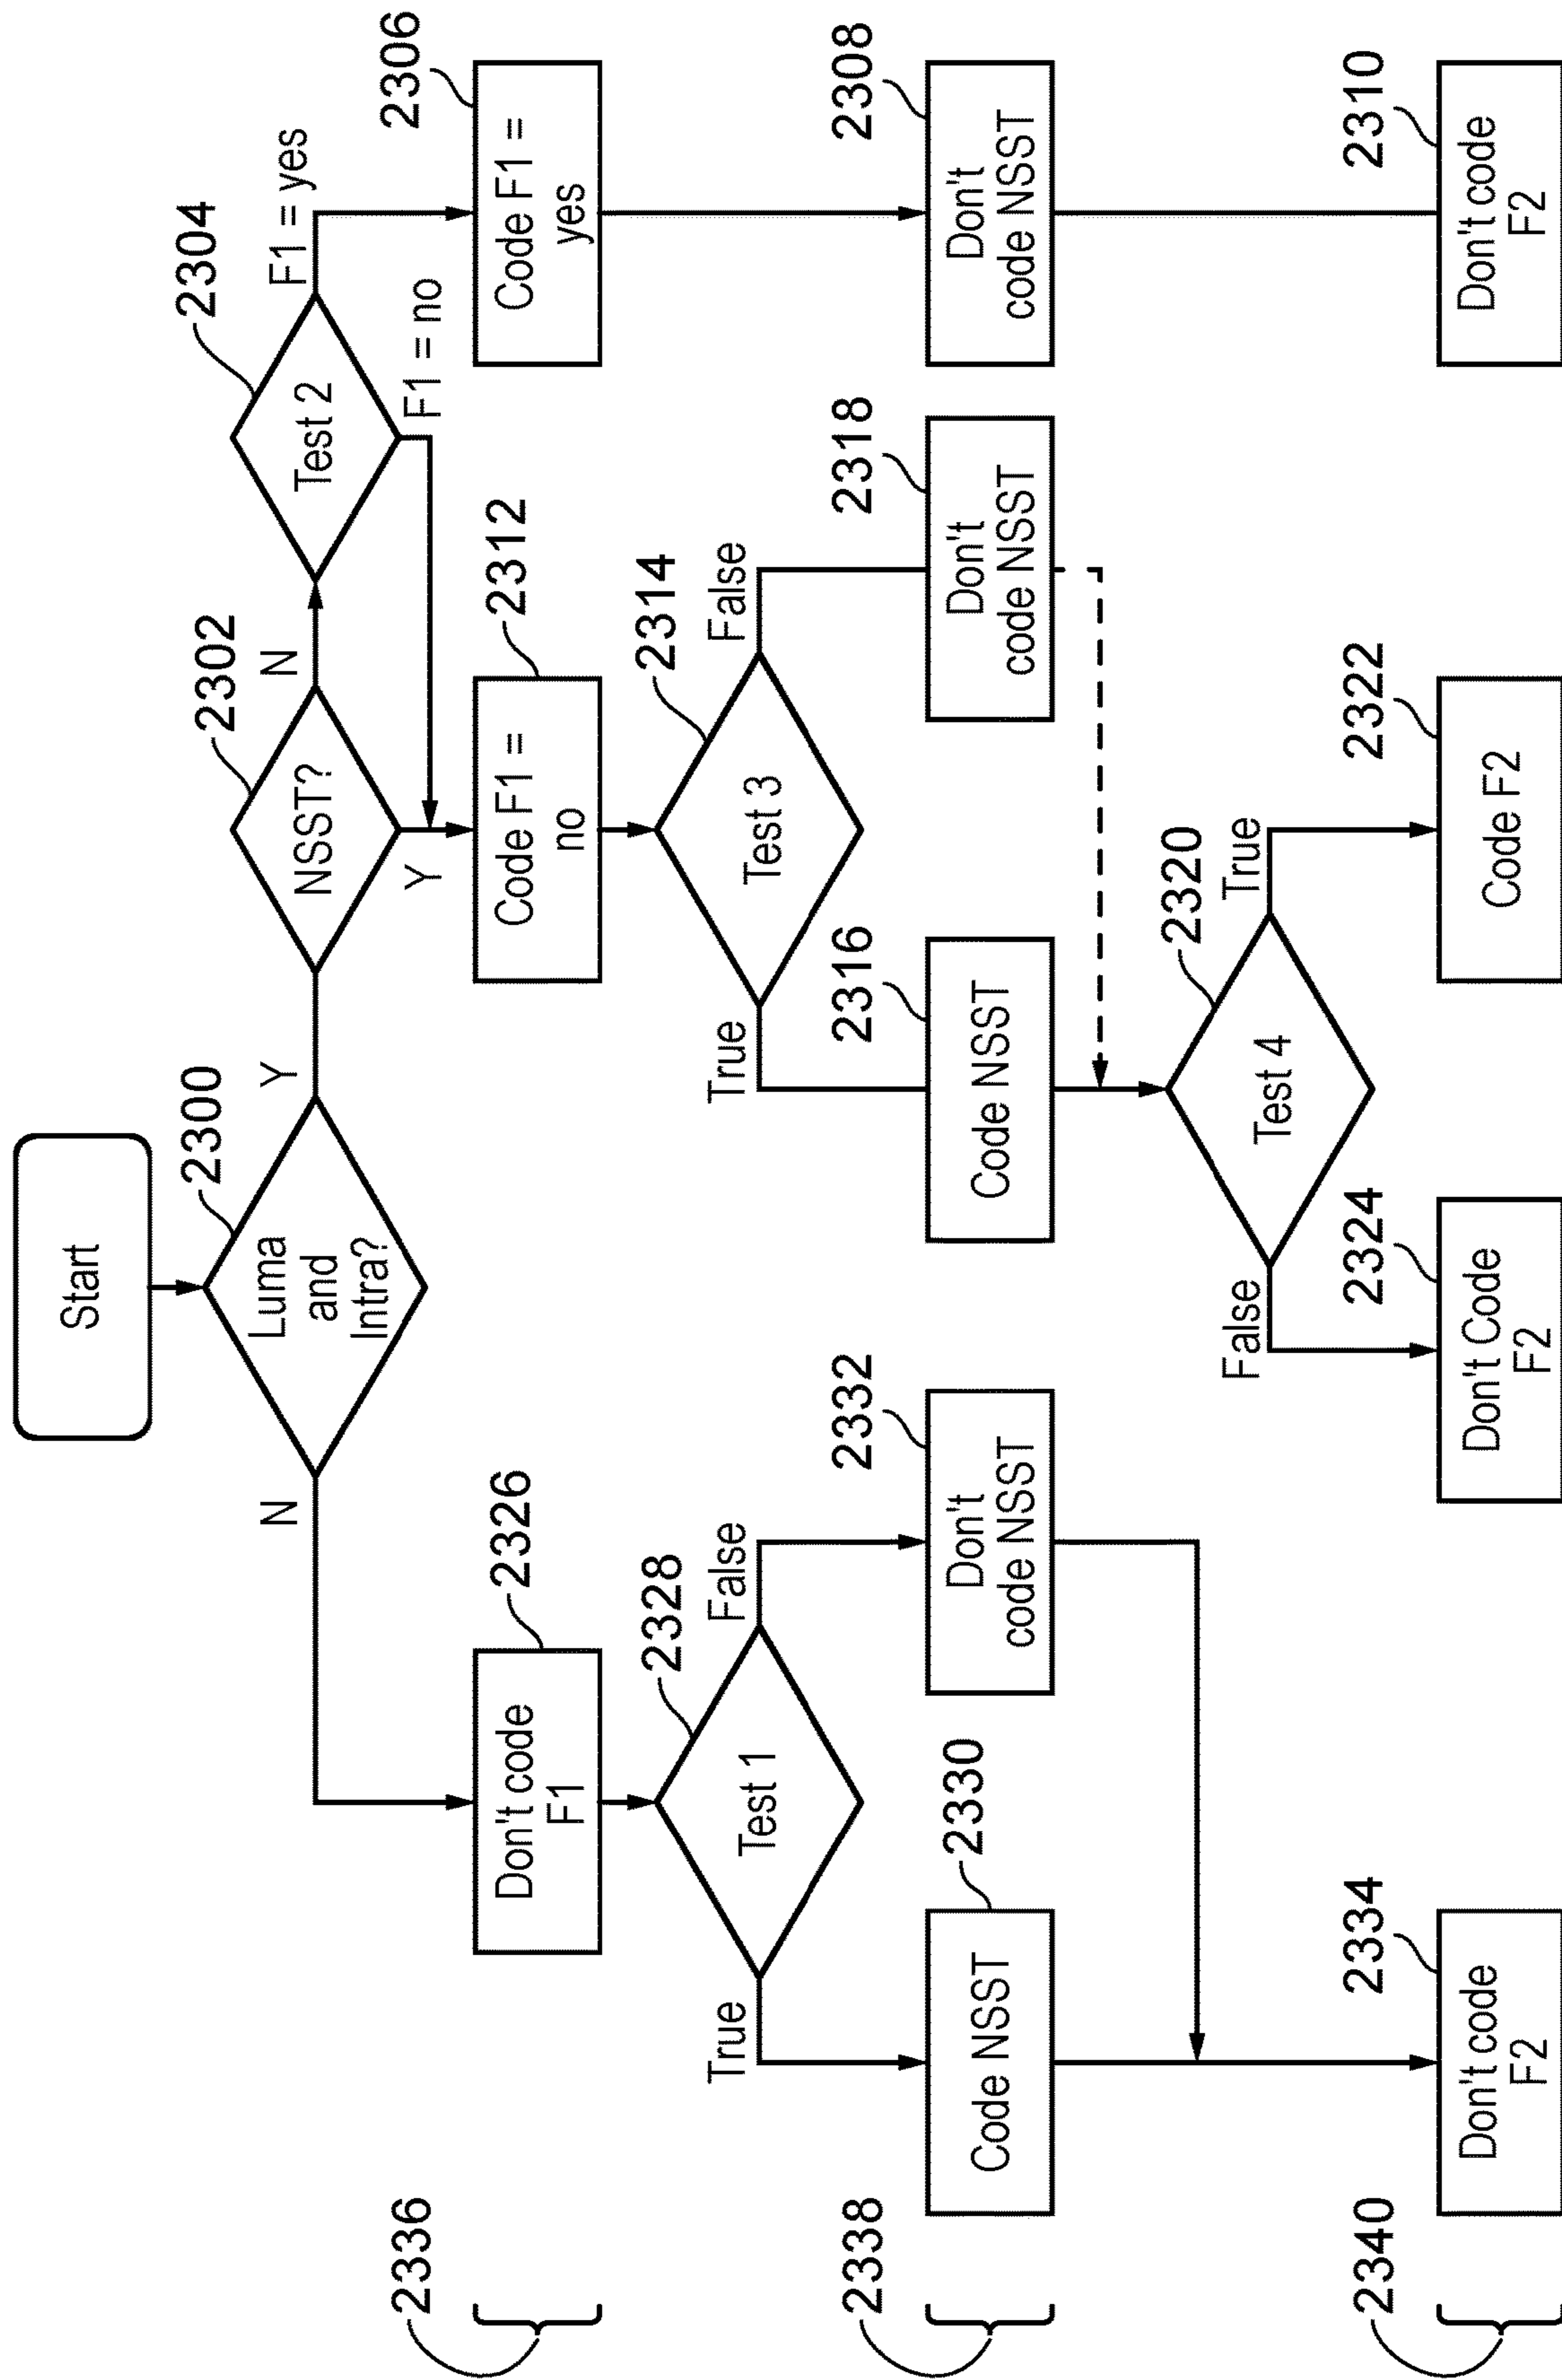 Start
2300
Luma
and
Intra?
N
Y
2302
NSST?
N
Y
2304
Test 2
F1 = yes
F1 = no
2336
2326
Don't code
F1
2312
Code F1 =
no
2306
Code F1 =
yes
2328
Test 1
True
False
2314
Test 3
True
False
2338
2330
Code NSST
2332
Don't
code NSST
2316
Code NSST
2318
Don't
code NSST
2308
Don't
code NSST
2320
Test 4
False
True
2340
2334
Don't code
F2
2324
Don't Code
F2
2322
Code F2
2310
Don't code
F2